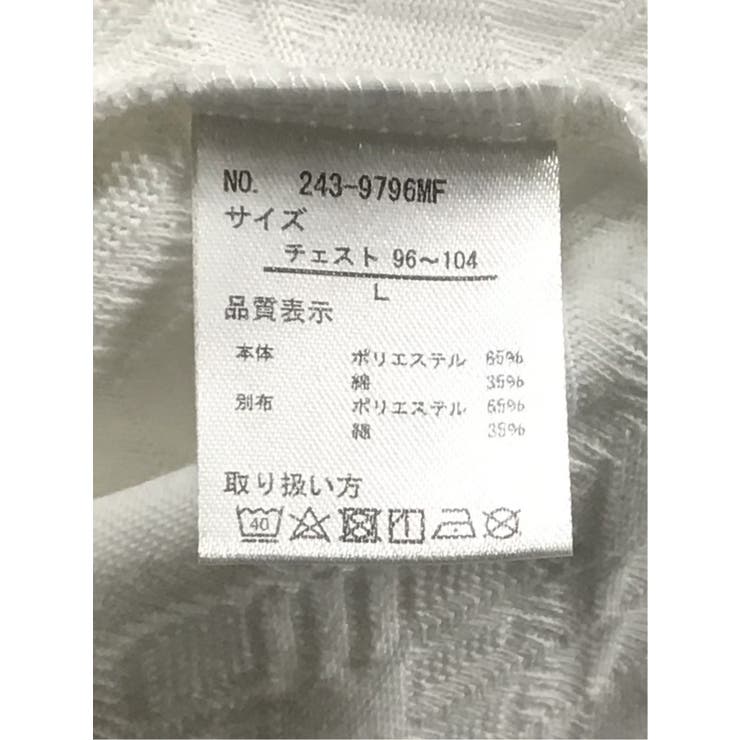 NO. 243-9796MF
サイズ
チェスト 96～104
L
品質表示
本体 ポリエステル 65%
綿 35%
別布 ポリエステル 65%
綿 35%
取り扱い方
40